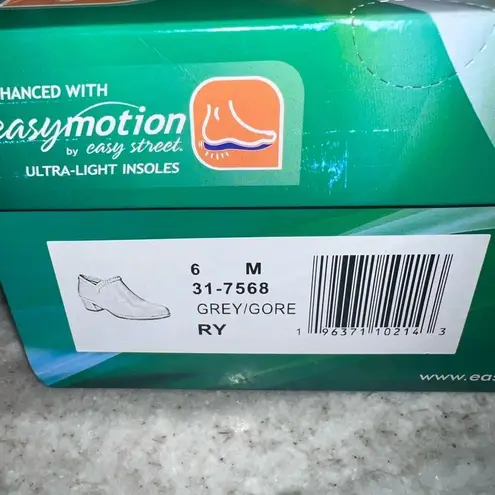 HANCED WITH
easymotion
by easy street.
ULTRA-LIGHT INSOLES
6 M
31-7568
GREY/GORE
RY
1 96371 10214 3
www.eas